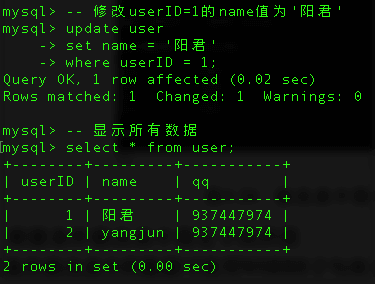 mysql> -- 修改userID=1的name值为'阳君'
mysql> update user
    -> set name = '阳君'
    -> where userID = 1;
Query OK, 1 row affected (0.02 sec)
Rows matched: 1  Changed: 1  Warnings: 0

mysql> -- 显示所有数据
mysql> select * from user;
+--------+---------+-----------+
| userID | name    | qq        |
+--------+---------+-----------+
|      1 | 阳君    | 937447974 |
|      2 | yangjun | 937447974 |
+--------+---------+-----------+
2 rows in set (0.00 sec)